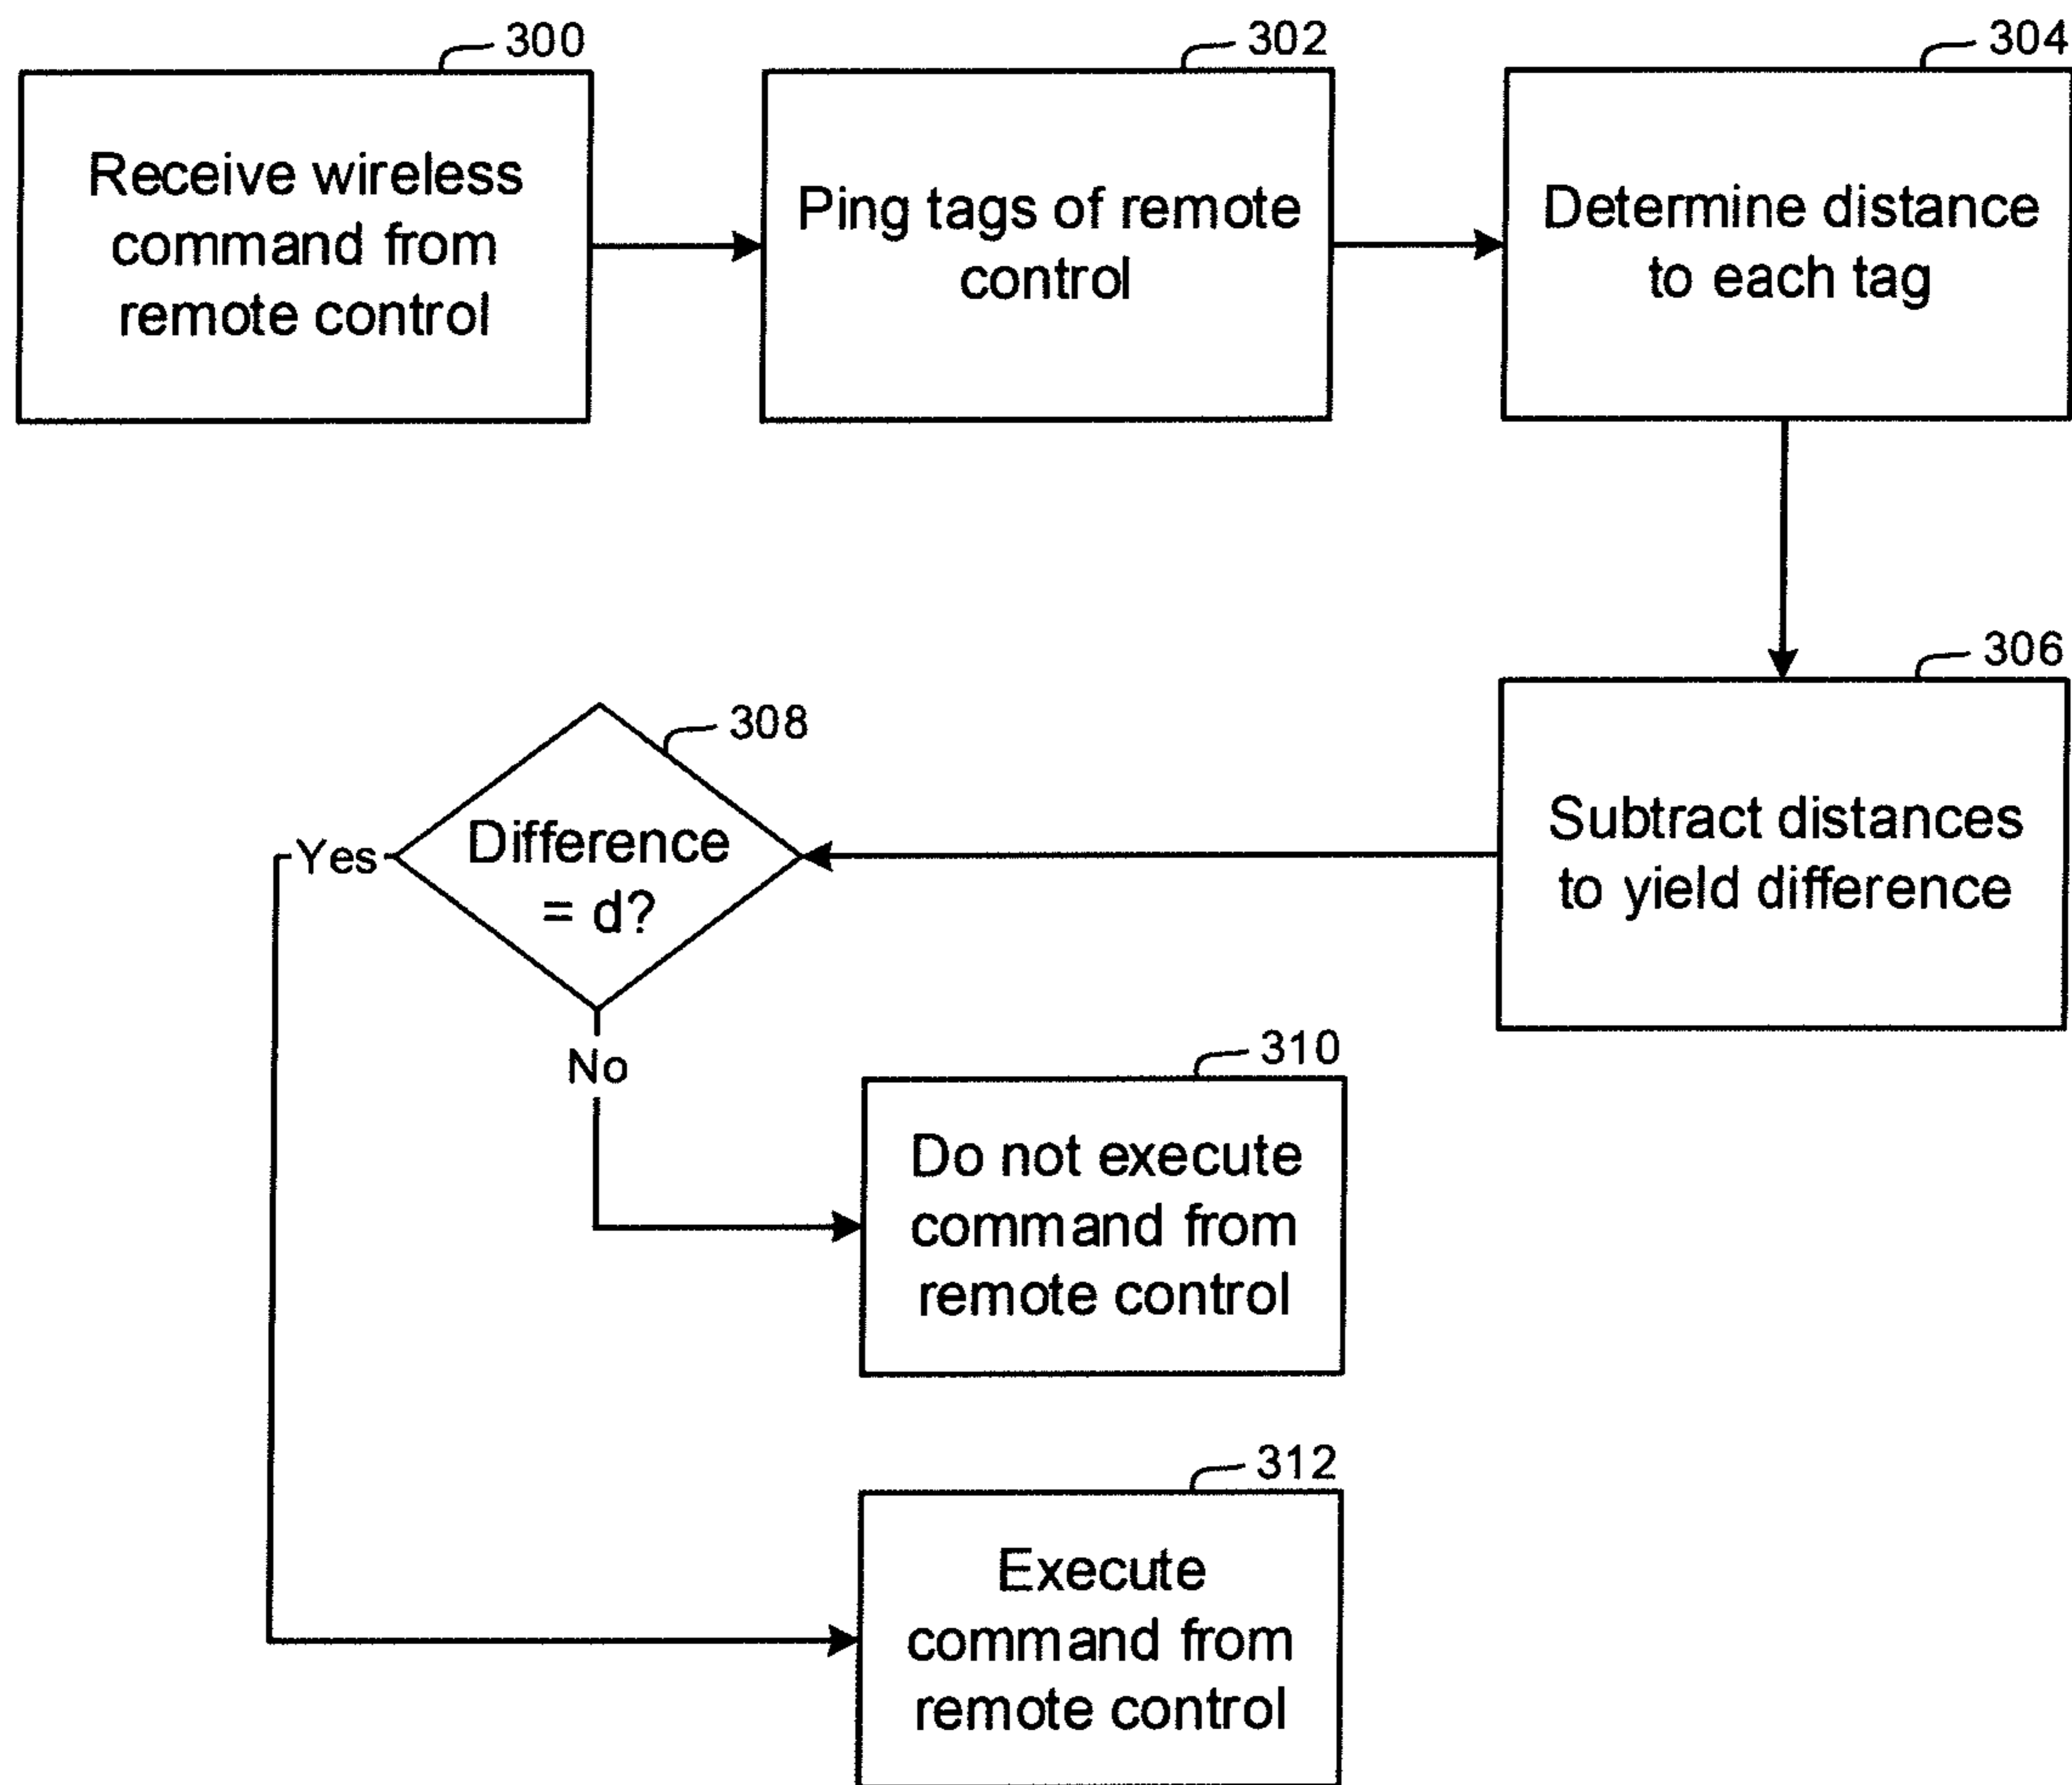 300
Receive wireless
command from
remote control
302
Ping tags of remote
control
304
Determine distance
to each tag
306
Subtract distances
to yield difference
308
Difference
= d?
Yes
No
310
Do not execute
command from
remote control
312
Execute
command from
remote control